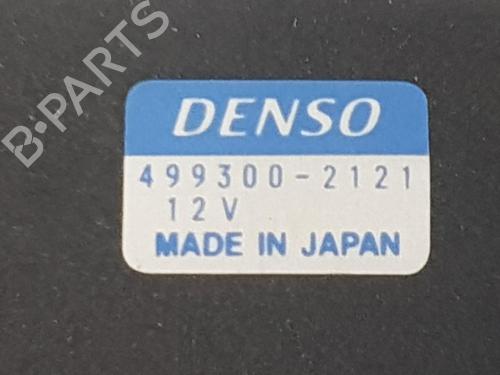 B-PARTS
DENSO
499300-2121
12V
MADE IN JAPAN